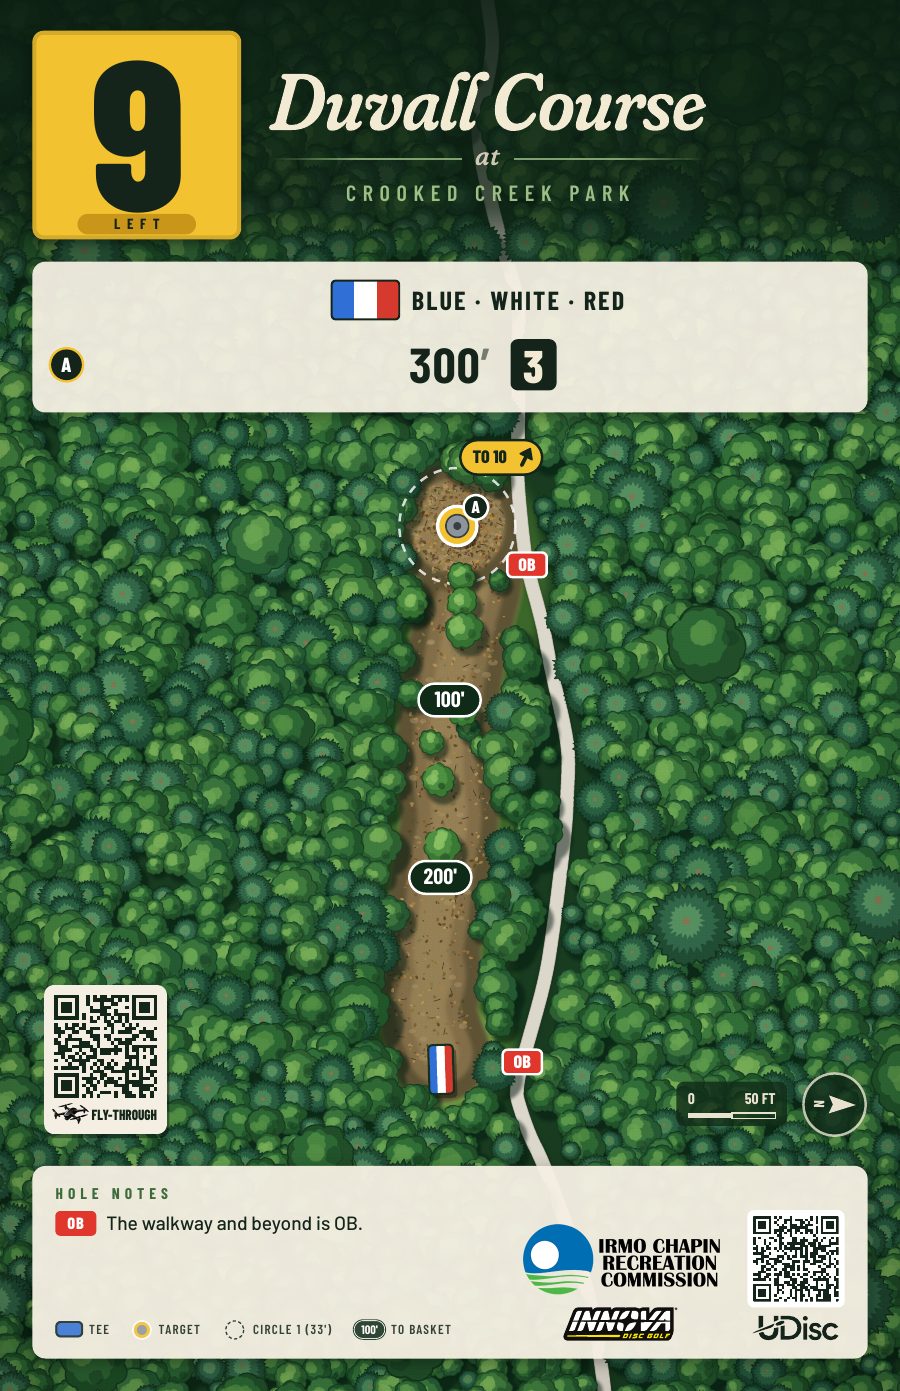 9
LEFT
Duvall Course
at
CROOKED CREEK PARK
BLUE · WHITE · RED
A
300′ 3
TO 10
A
OB
100'
200'
OB
FLY-THROUGH
0 50 FT
N
HOLE NOTES
OB The walkway and beyond is OB.
IRMO CHAPIN
RECREATION
COMMISSION
INNOVA
DISC GOLF
UDisc
TEE TARGET CIRCLE 1 (33') 100' TO BASKET